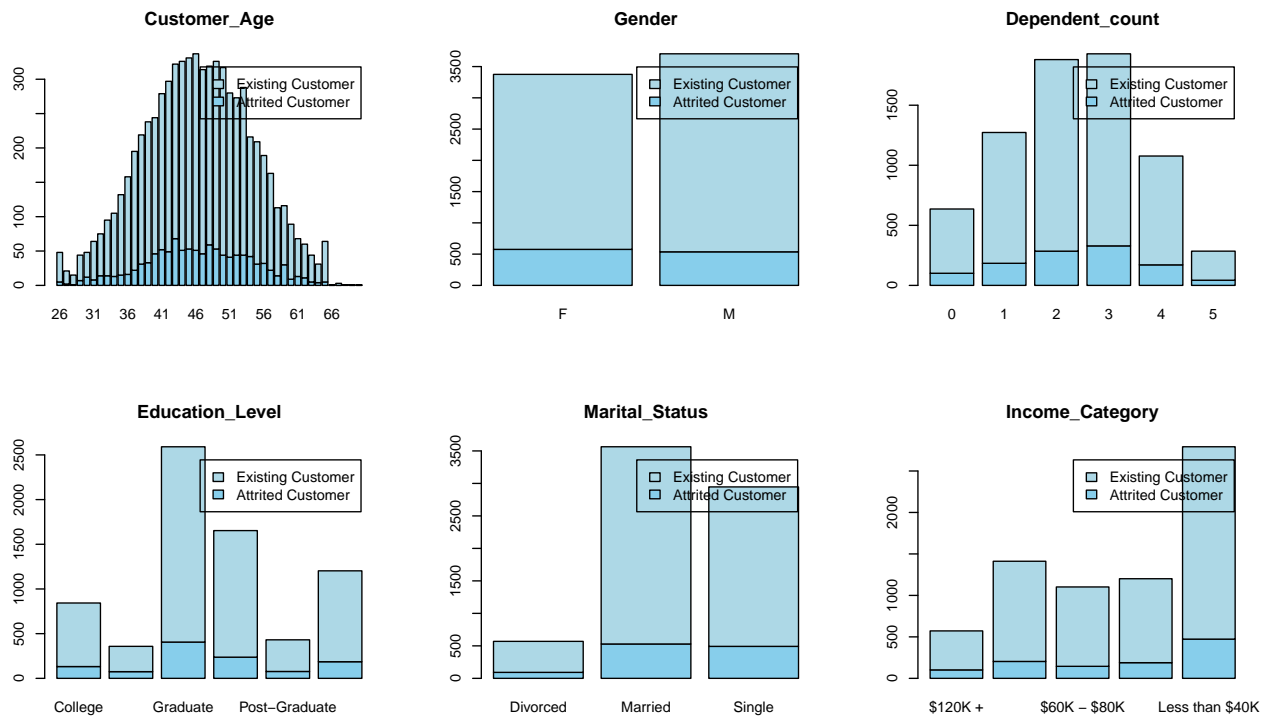 Customer_Age
0
50
100
200
300
26
31
36
41
46
51
56
61
66
Existing Customer
Attrited Customer
Gender
0
500
1500
2500
3500
F
M
Existing Customer
Attrited Customer
Dependent_count
0
500
1000
1500
0
1
2
3
4
5
Existing Customer
Attrited Customer
Education_Level
0
500
1000
1500
2000
2500
College
Graduate
Post−Graduate
Existing Customer
Attrited Customer
Marital_Status
0
500
1500
2500
3500
Divorced
Married
Single
Existing Customer
Attrited Customer
Income_Category
0
500
1000
2000
$120K +
$60K − $80K
Less than $40K
Existing Customer
Attrited Customer